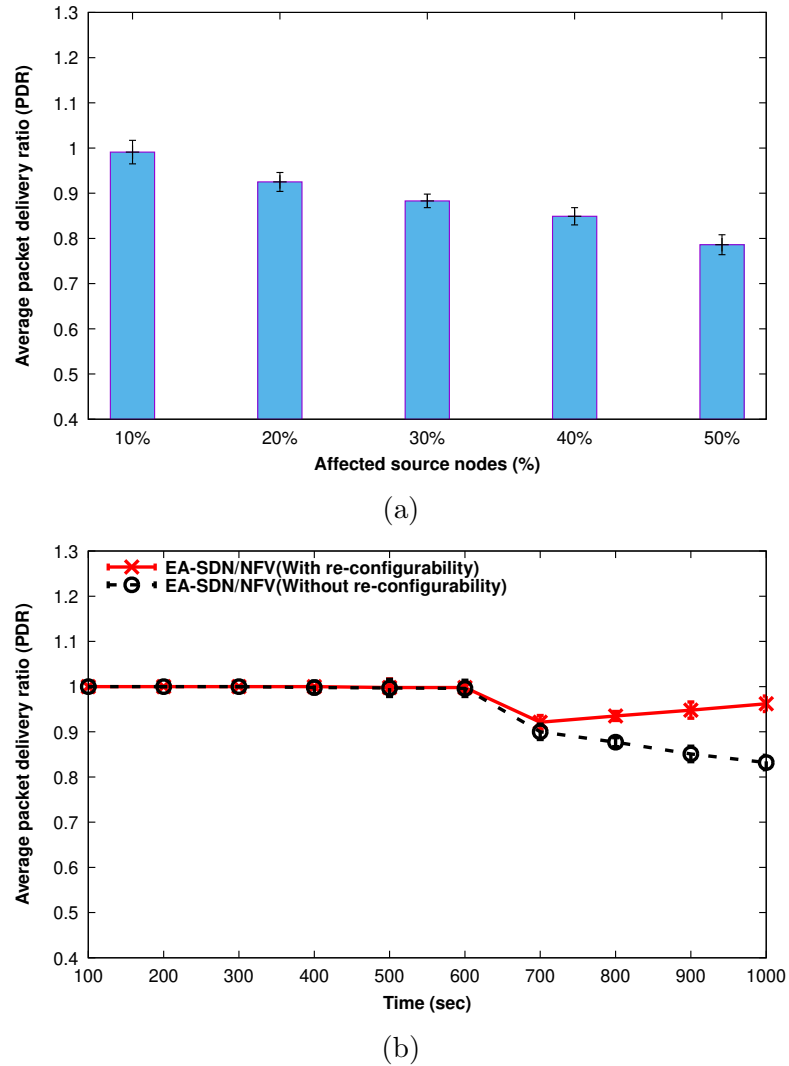 1.3
1.2
1.1
1
0.9
0.8
0.7
0.6
0.5
0.4
Average packet delivery ratio (PDR)
10% 20% 30% 40% 50%
Affected source nodes (%)
(a)
1.3
1.2
1.1
1
0.9
0.8
0.7
0.6
0.5
0.4
Average packet delivery ratio (PDR)
EA-SDN/NFV(With re-configurability)
EA-SDN/NFV(Without re-configurability)
100 200 300 400 500 600 700 800 900 1000
Time (sec)
(b)